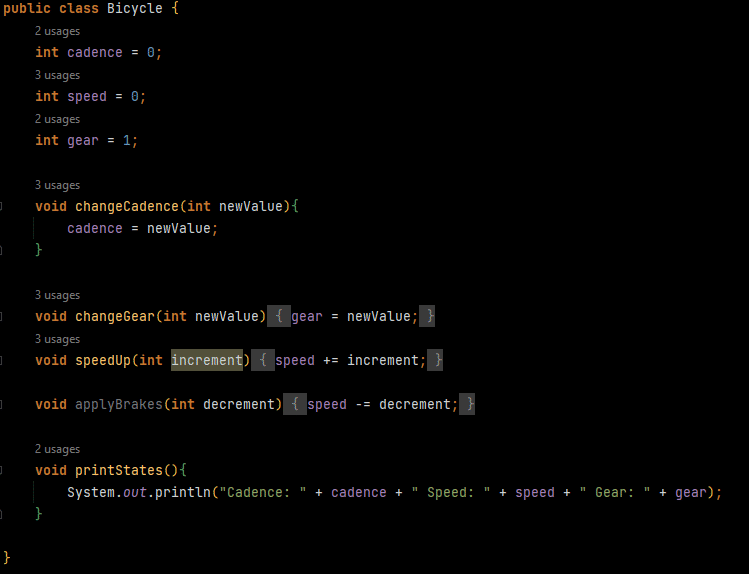 public class Bicycle {
2 usages
int cadence = 0;
3 usages
int speed = 0;
2 usages
int gear = 1;
3 usages
void changeCadence(int newValue){
cadence = newValue;
}
3 usages
void changeGear(int newValue) { gear = newValue; }
3 usages
void speedUp(int increment) { speed += increment; }
void applyBrakes(int decrement) { speed -= decrement; }
2 usages
void printStates(){
System.out.println("Cadence: " + cadence + " Speed: " + speed + " Gear: " + gear);
}
}